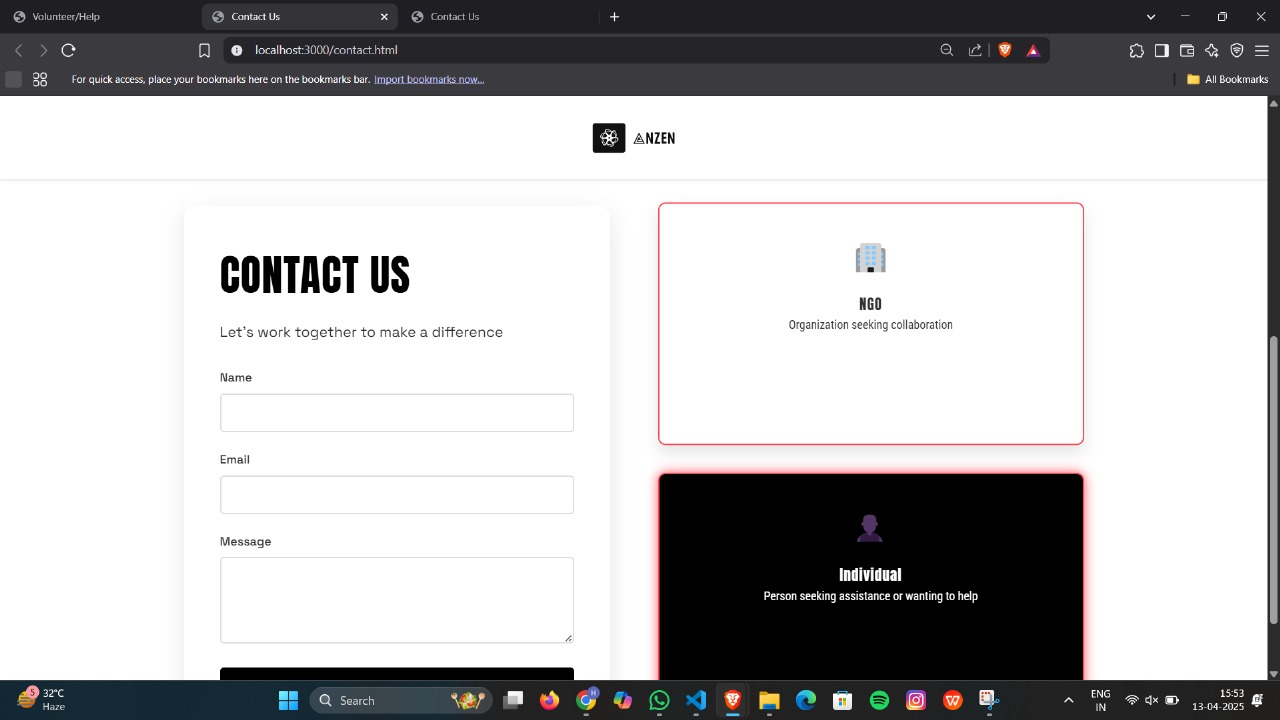 Volunteer/Help
Contact Us
Contact Us
localhost:3000/contact.html
For quick access, place your bookmarks here on the bookmarks bar. Import bookmarks now...
All Bookmarks
◬NZEN
CONTACT US
Let's work together to make a difference
Name
Email
Message
NGO
Organization seeking collaboration
Individual
Person seeking assistance or wanting to help
5
32°C
Haze
Search
H
ENG
IN
15:53
13-04-2025